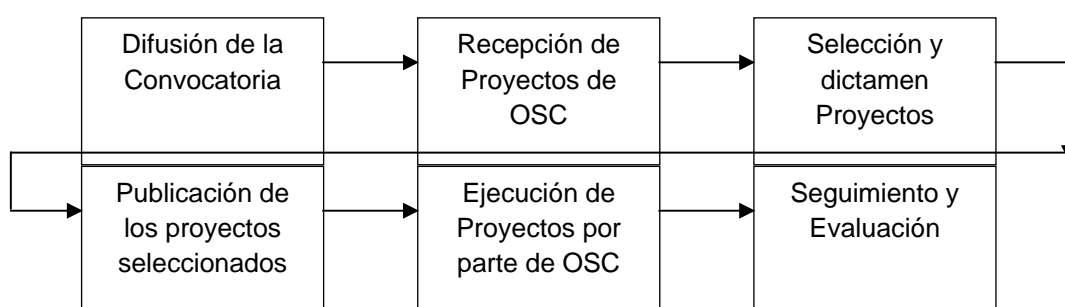 Difusión de la
Convocatoria
Recepción de
Proyectos de
OSC
Selección y
dictamen
Proyectos
Publicación de
los proyectos
seleccionados
Ejecución de
Proyectos por
parte de OSC
Seguimiento y
Evaluación